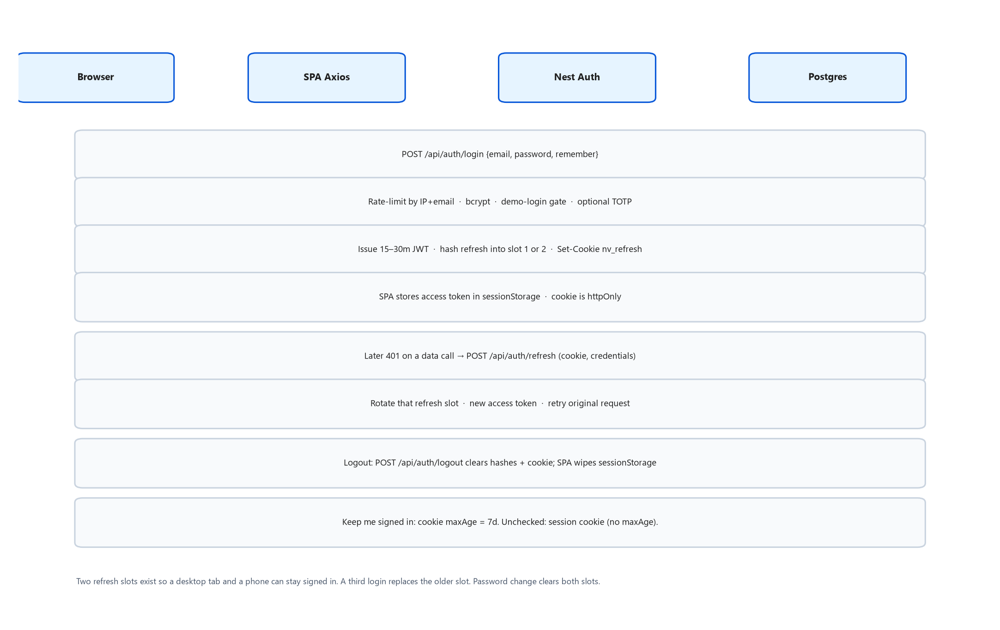 Browser
SPA Axios
Nest Auth
Postgres
POST /api/auth/login {email, password, remember}
Rate-limit by IP+email · bcrypt · demo-login gate · optional TOTP
Issue 15–30m JWT · hash refresh into slot 1 or 2 · Set-Cookie nv_refresh
SPA stores access token in sessionStorage · cookie is httpOnly
Later 401 on a data call → POST /api/auth/refresh (cookie, credentials)
Rotate that refresh slot · new access token · retry original request
Logout: POST /api/auth/logout clears hashes + cookie; SPA wipes sessionStorage
Keep me signed in: cookie maxAge = 7d. Unchecked: session cookie (no maxAge).
Two refresh slots exist so a desktop tab and a phone can stay signed in. A third login replaces the older slot. Password change clears both slots.